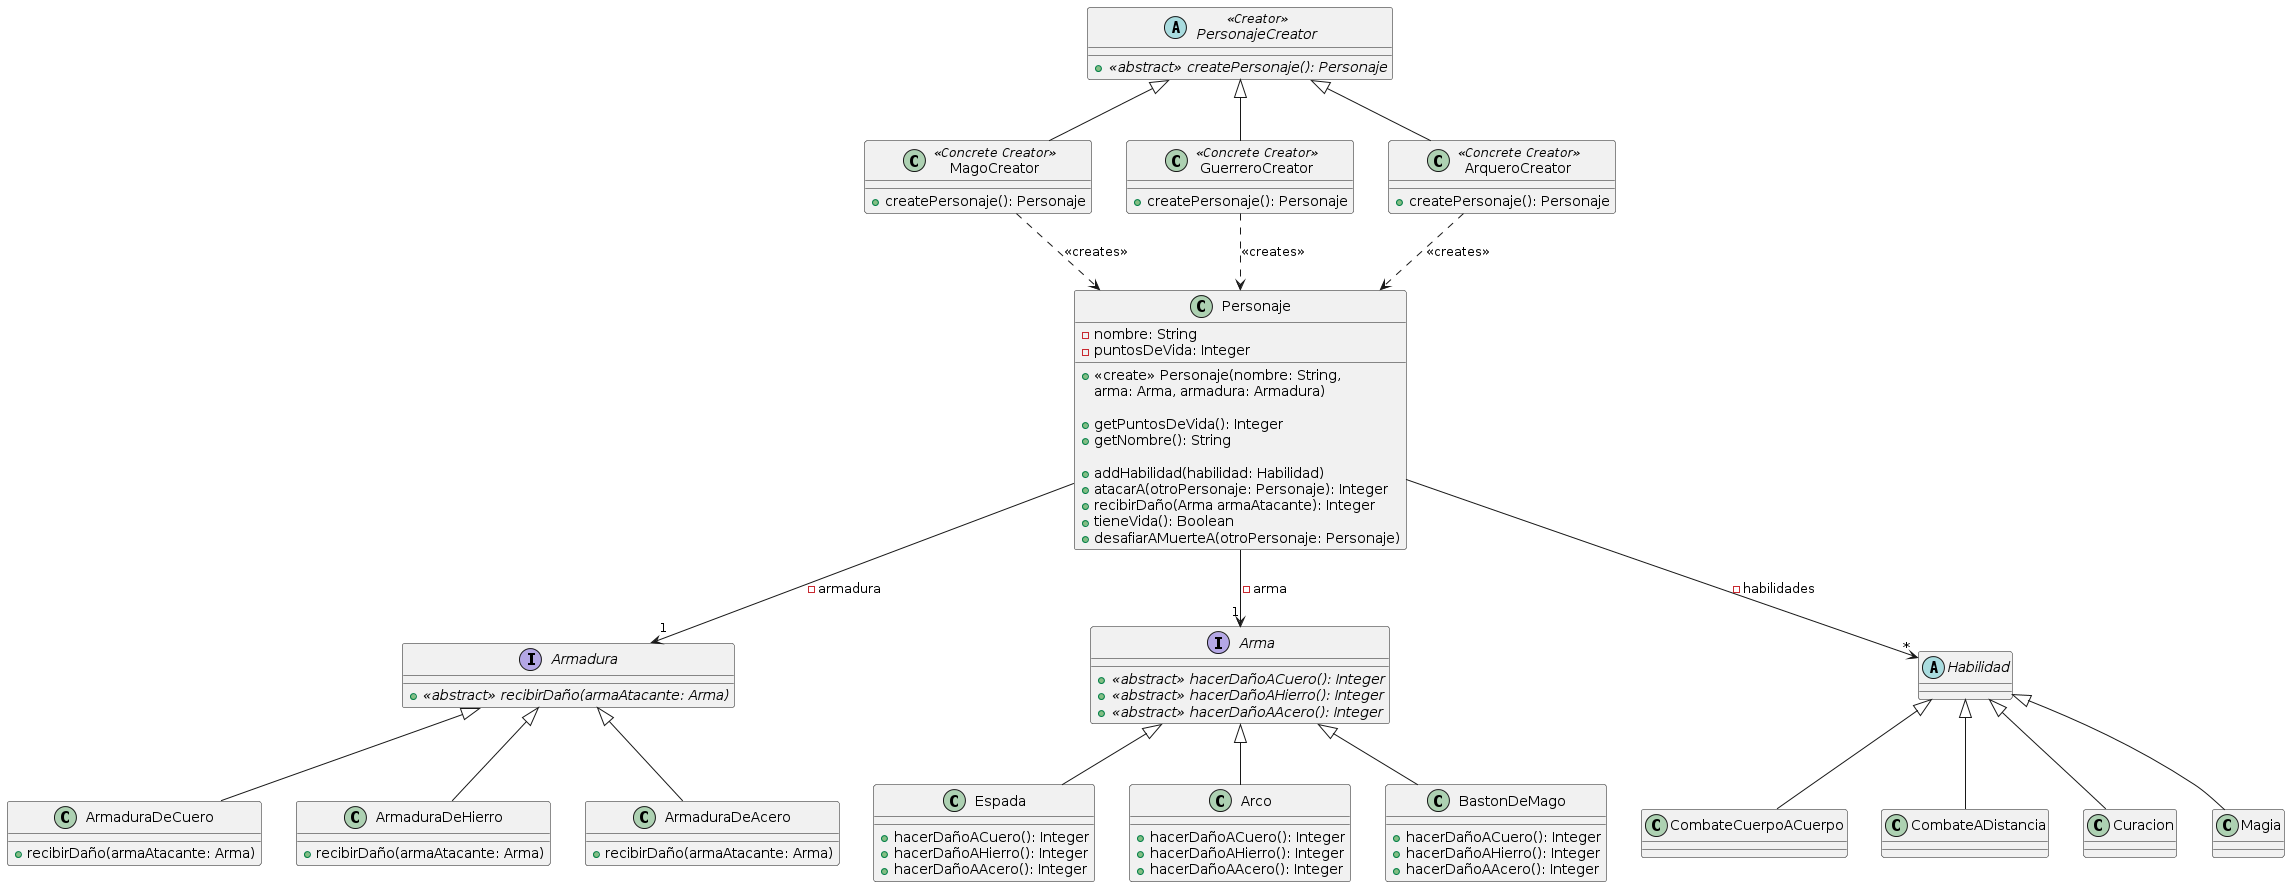 «Creator»
A PersonajeCreator
«abstract» createPersonaje(): Personaje
«Concrete Creator»
C MagoCreator
createPersonaje(): Personaje
«Concrete Creator»
C GuerreroCreator
createPersonaje(): Personaje
«Concrete Creator»
C ArqueroCreator
createPersonaje(): Personaje
«creates»
«creates»
«creates»
C Personaje
nombre: String
puntosDeVida: Integer
«create» Personaje(nombre: String,
arma: Arma, armadura: Armadura)
getPuntosDeVida(): Integer
getNombre(): String
addHabilidad(habilidad: Habilidad)
atacarA(otroPersonaje: Personaje): Integer
recibirDaño(Arma armaAtacante): Integer
tieneVida(): Boolean
desafiarAMuerteA(otroPersonaje: Personaje)
armadura
1
arma
1
habilidades
*
I Armadura
«abstract» recibirDaño(armaAtacante: Arma)
I Arma
«abstract» hacerDañoACuero(): Integer
«abstract» hacerDañoAHierro(): Integer
«abstract» hacerDañoAAcero(): Integer
A Habilidad
C ArmaduraDeCuero
recibirDaño(armaAtacante: Arma)
C ArmaduraDeHierro
recibirDaño(armaAtacante: Arma)
C ArmaduraDeAcero
recibirDaño(armaAtacante: Arma)
C Espada
hacerDañoACuero(): Integer
hacerDañoAHierro(): Integer
hacerDañoAAcero(): Integer
C Arco
hacerDañoACuero(): Integer
hacerDañoAHierro(): Integer
hacerDañoAAcero(): Integer
C BastonDeMago
hacerDañoACuero(): Integer
hacerDañoAHierro(): Integer
hacerDañoAAcero(): Integer
C CombateCuerpoACuerpo
C CombateADistancia
C Curacion
C Magia